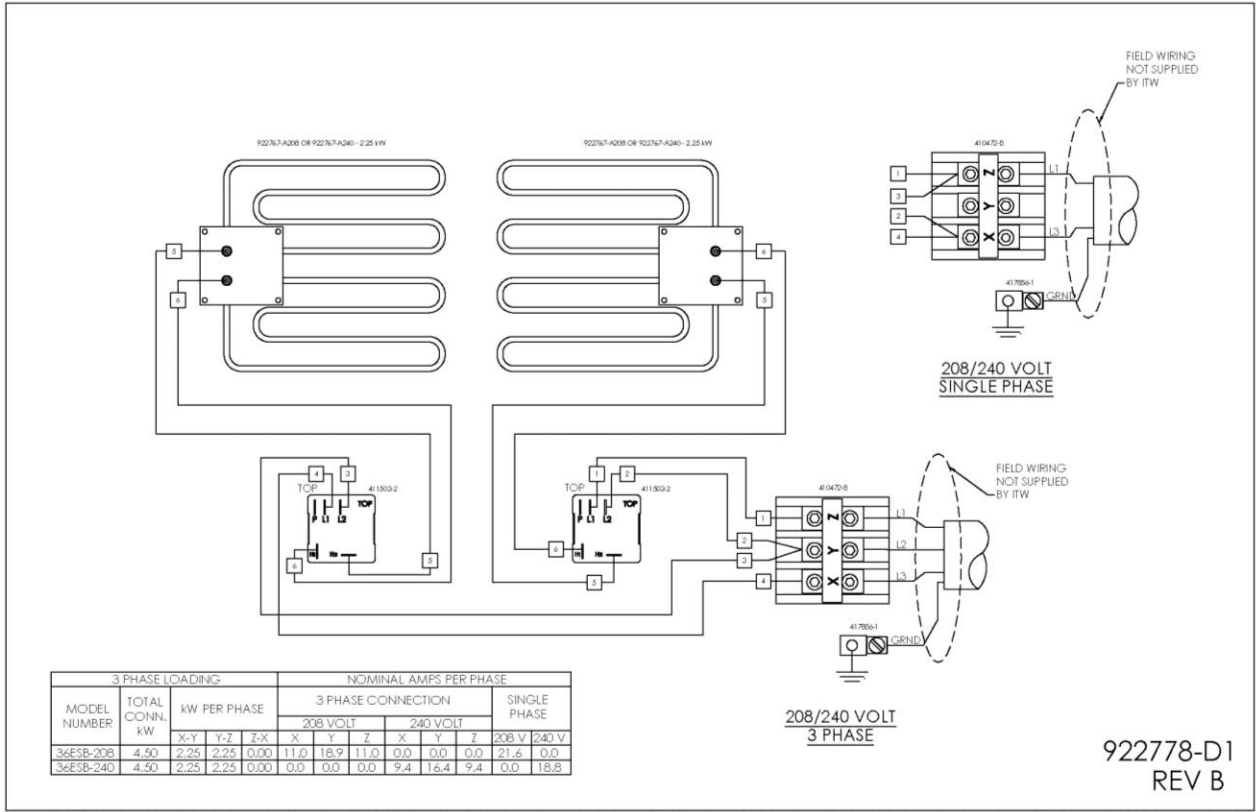 FIELD WIRING
NOT SUPPLIED
BY ITW
922767-A208 OR 922767-A240 - 2.25 kW
922767-A208 OR 922767-A240 - 2.25 kW
410472-8
1
3
2
4
Z
Y
X
L1
L3
5
6
6
5
417856-1
GRND
208/240 VOLT
SINGLE PHASE
4
3
TOP
411503-2
P L1 L2 TOP
H1 H2
6
5
1
2
TOP
411503-2
P L1 L2 TOP
H1 H2
6
5
FIELD WIRING
NOT SUPPLIED
BY ITW
410472-8
1
2
3
4
Z
Y
X
L1
L2
L3
417856-1
GRND
208/240 VOLT
3 PHASE
3 PHASE LOADING NOMINAL AMPS PER PHASE
MODEL NUMBER TOTAL CONN. kW kW PER PHASE 3 PHASE CONNECTION SINGLE PHASE
208 VOLT 240 VOLT
X-Y Y-Z Z-X X Y Z X Y Z 208 V 240 V
36ESB-208 4.50 2.25 2.25 0.00 11.0 18.9 11.0 0.0 0.0 0.0 21.6 0.0
36ESB-240 4.50 2.25 2.25 0.00 0.0 0.0 0.0 9.4 16.4 9.4 0.0 18.8
922778-D1
REV B